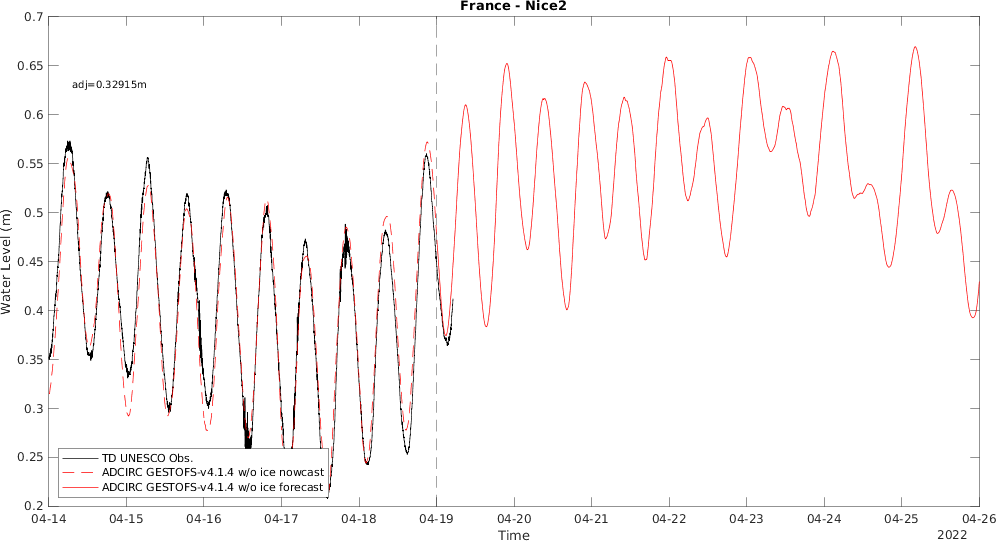 France - Nice2
adj=0.32915m
Water Level (m)
0.7
0.65
0.6
0.55
0.5
0.45
0.4
0.35
0.3
0.25
0.2
TD UNESCO Obs.
ADCIRC GESTOFS-v4.1.4 w/o ice nowcast
ADCIRC GESTOFS-v4.1.4 w/o ice forecast
04-14 04-15 04-16 04-17 04-18 04-19 04-20 04-21 04-22 04-23 04-24 04-25 04-26
Time
2022